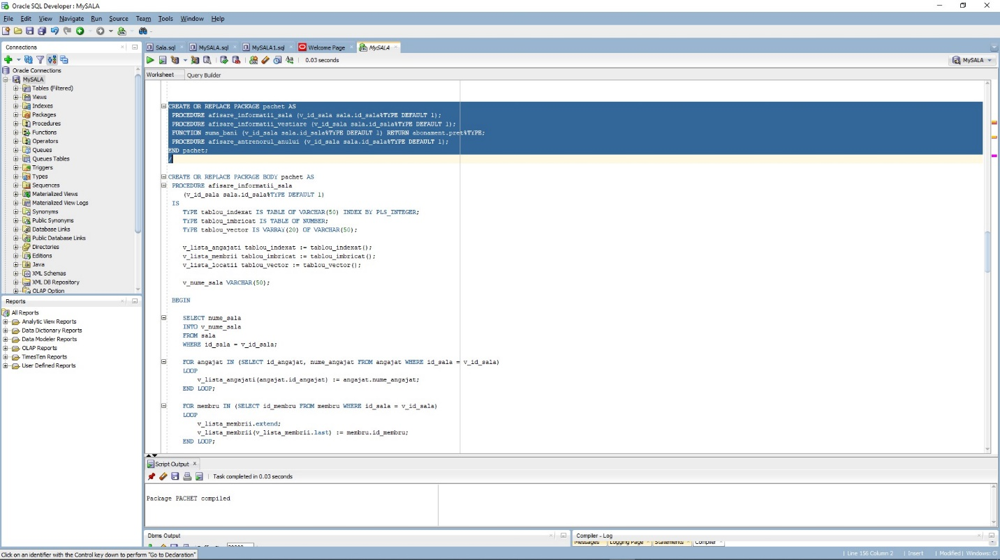 Oracle SQL Developer : MySALA
File Edit View Navigate Run Source Team Tools Window Help
Connections
Oracle Connections
MySALA
Tables (Filtered)
Views
Indexes
Packages
Procedures
Functions
Operators
Queues
Queues Tables
Triggers
Types
Sequences
Materialized Views
Materialized View Logs
Synonyms
Public Synonyms
Database Links
Public Database Links
Directories
Editions
Java
XML Schemas
XML DB Repository
OLAP Option
Reports
All Reports
Analytic View Reports
Data Dictionary Reports
Data Modeler Reports
OLAP Reports
TimesTen Reports
User Defined Reports
Sala.sql MySALA.sql MySALA1.sql Welcome Page MySALA
0.03 seconds MySALA
Worksheet Query Builder
CREATE OR REPLACE PACKAGE pachet AS
PROCEDURE afisare_informatii_sala (v_id_sala sala.id_sala%TYPE DEFAULT 1);
PROCEDURE afisare_informatii_vestiare (v_id_sala sala.id_sala%TYPE DEFAULT 1);
FUNCTION suma_bani (v_id_sala sala.id_sala%TYPE DEFAULT 1) RETURN abonament.pret%TYPE;
PROCEDURE afisare_antrenorul_anului (v_id_sala sala.id_sala%TYPE DEFAULT 1);
END pachet;
/
CREATE OR REPLACE PACKAGE BODY pachet AS
PROCEDURE afisare_informatii_sala
(v_id_sala sala.id_sala%TYPE DEFAULT 1)
IS
TYPE tablou_indexat IS TABLE OF VARCHAR(50) INDEX BY PLS_INTEGER;
TYPE tablou_imbricat IS TABLE OF NUMBER;
TYPE tablou_vector IS VARRAY(20) OF VARCHAR(50);
v_lista_angajati tablou_indexat := tablou_indexat();
v_lista_membrii tablou_imbricat := tablou_imbricat();
v_lista_locatii tablou_vector := tablou_vector();
v_nume_sala VARCHAR(50);
BEGIN
SELECT nume_sala
INTO v_nume_sala
FROM sala
WHERE id_sala = v_id_sala;
FOR angajat IN (SELECT id_angajat, nume_angajat FROM angajat WHERE id_sala = v_id_sala)
LOOP
v_lista_angajati(angajat.id_angajat) := angajat.nume_angajat;
END LOOP;
FOR membru IN (SELECT id_membru FROM membru WHERE id_sala = v_id_sala)
LOOP
v_lista_membrii.extend;
v_lista_membrii(v_lista_membrii.last) := membru.id_membru;
END LOOP;
Script Output
Task completed in 0.03 seconds
Package PACHET compiled
Dbms Output
Compiler - Log
Messages Logging Page Statements Compiler
Click on an identifier with the Control key down to perform "Go to Declaration"
Line 156 Column 2 Insert Modified Windows: C